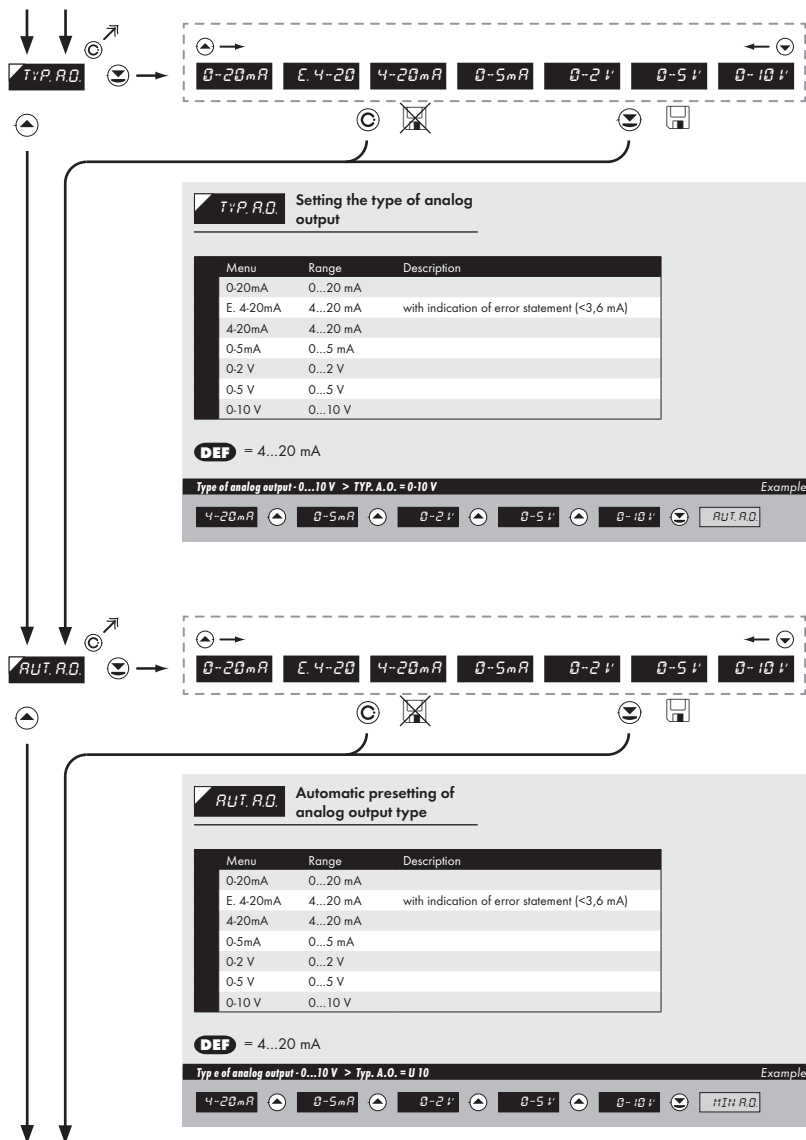 TYP. A.O.
0-20mA E. 4-20 4-20mA 0-5mA 0-2 V 0-5 V 0-10 V
TYP. A.O. Setting the type of analog
output
Menu Range Description
0-20mA 0...20 mA
E. 4-20mA 4...20 mA with indication of error statement (<3,6 mA)
4-20mA 4...20 mA
0-5mA 0...5 mA
0-2 V 0...2 V
0-5 V 0...5 V
0-10 V 0...10 V
DEF = 4...20 mA
Type of analog output - 0...10 V > TYP. A.O. = 0-10 V Example
4-20mA 0-5mA 0-2 V 0-5 V 0-10 V AUT. A.O.
AUT. A.O.
0-20mA E. 4-20 4-20mA 0-5mA 0-2 V 0-5 V 0-10 V
AUT. A.O. Automatic presetting of
analog output type
Menu Range Description
0-20mA 0...20 mA
E. 4-20mA 4...20 mA with indication of error statement (<3,6 mA)
4-20mA 4...20 mA
0-5mA 0...5 mA
0-2 V 0...2 V
0-5 V 0...5 V
0-10 V 0...10 V
DEF = 4...20 mA
Typ e of analog output - 0...10 V > Typ. A.O. = U 10 Example
4-20mA 0-5mA 0-2 V 0-5 V 0-10 V MIN A.O.